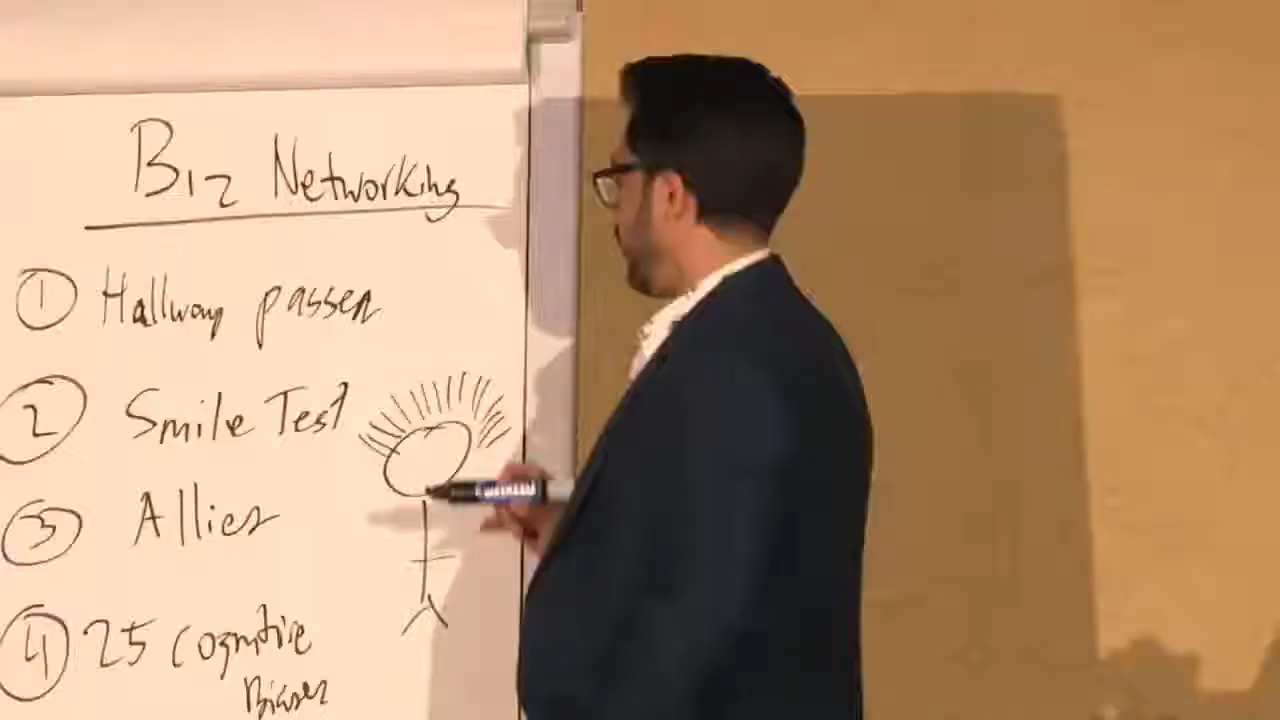 Biz Networking
① Hallway passer
② Smile Test
③ Allies
④ 25 Cognitive
Biases